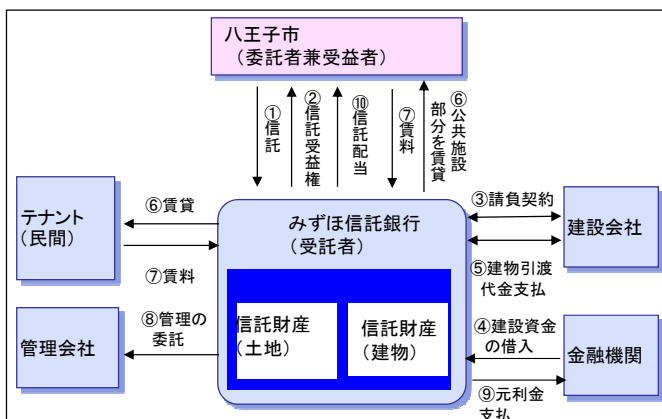 八王子市
（委託者兼受益者）
①信託
②信託受益権
⑩信託配当
⑦賃料
⑥公共施設
部分を賃貸
テナント
（民間）
⑥賃貸
⑦賃料
みずほ信託銀行
（受託者）
③請負契約
⑤建物引渡
代金支払
建設会社
管理会社
⑧管理の
委託
信託財産
（土地）
信託財産
（建物）
④建設資金
の借入
⑨元利金
支払
金融機関